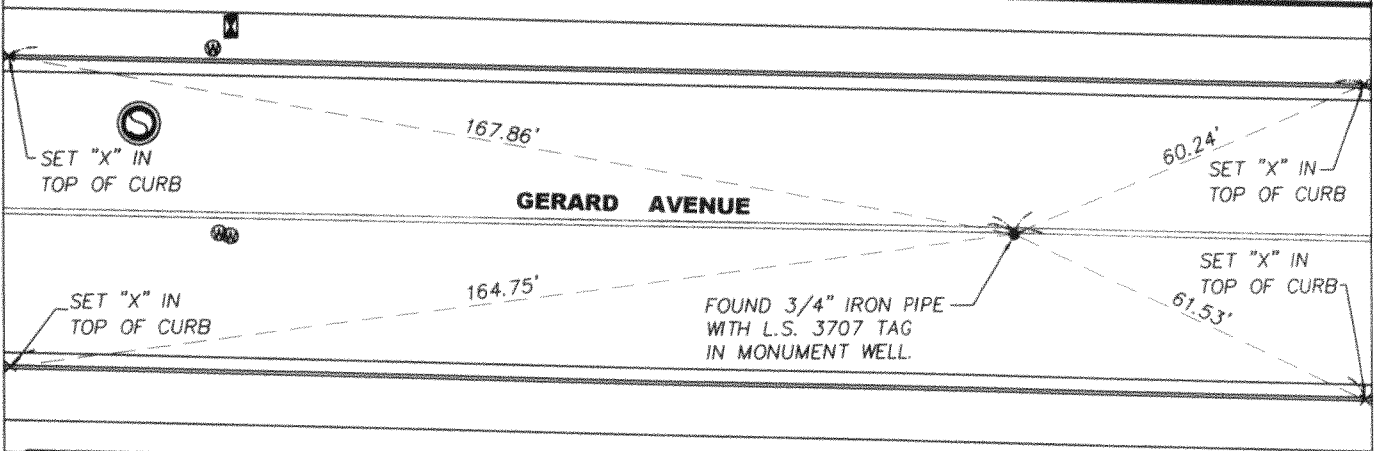 167.86'
60.24'
SET "X" IN
TOP OF CURB
SET "X" IN
TOP OF CURB
GERARD AVENUE
W
W W
164.75'
SET "X" IN
TOP OF CURB
FOUND 3/4" IRON PIPE
WITH L.S. 3707 TAG
IN MONUMENT WELL.
SET "X" IN
TOP OF CURB
61.53'